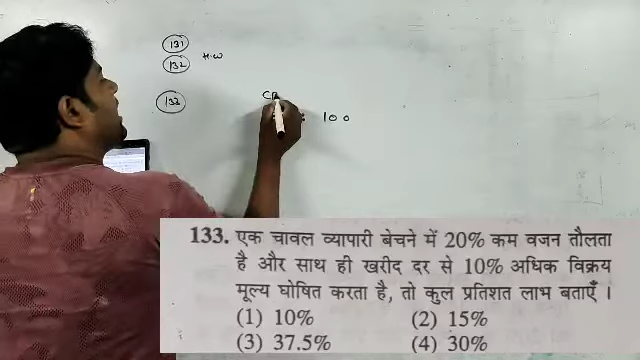 131
132 H.W
133
CP
: 100
133. एक चावल व्यापारी बेचने में 20% कम वजन तौलता
है और साथ ही खरीद दर से 10% अधिक विक्रय
मूल्य घोषित करता है, तो कुल प्रतिशत लाभ बताएँ ।
(1) 10% (2) 15%
(3) 37.5% (4) 30%